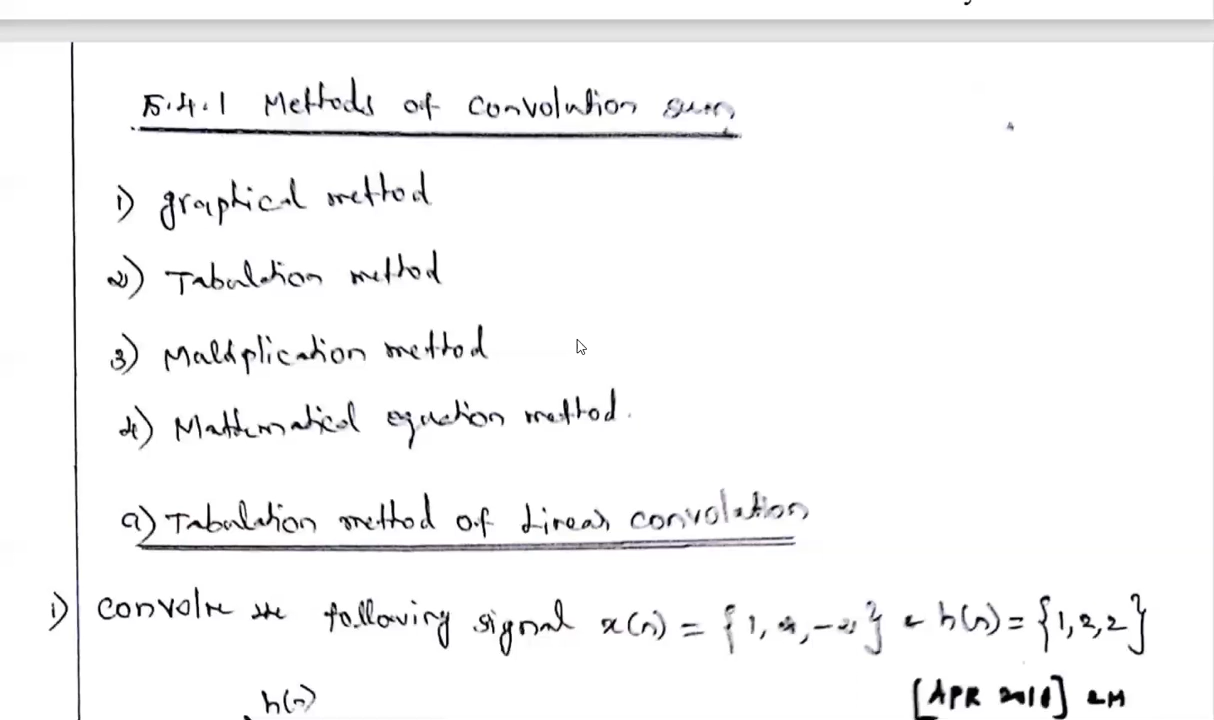 5.4.1 Methods of Convolution sum
1) graphical method
2) Tabulation method
3) Multiplication method
4) Mathematical equation method.
a) Tabulation method of Linear convolution
1) convolve the following signal x(n) = { 1, , -2 } & h(n) = {1,2,2}
h(n)
[APR 2010] 2M